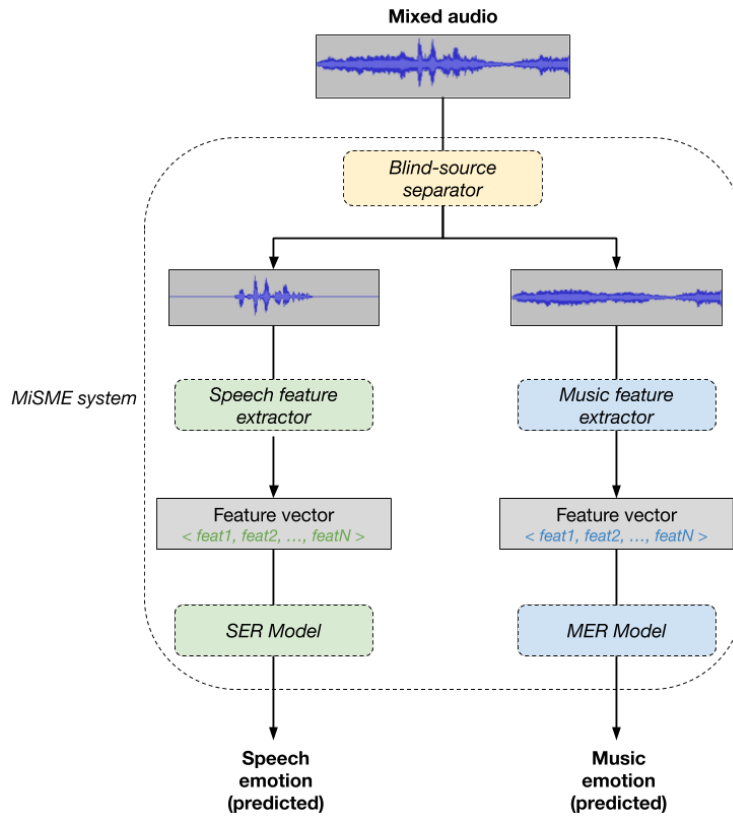 Mixed audio
Blind-source
separator
MiSME system
Speech feature
extractor
Music feature
extractor
Feature vector
< feat1, feat2, …, featN >
Feature vector
< feat1, feat2, …, featN >
SER Model
MER Model
Speech
emotion
(predicted)
Music
emotion
(predicted)